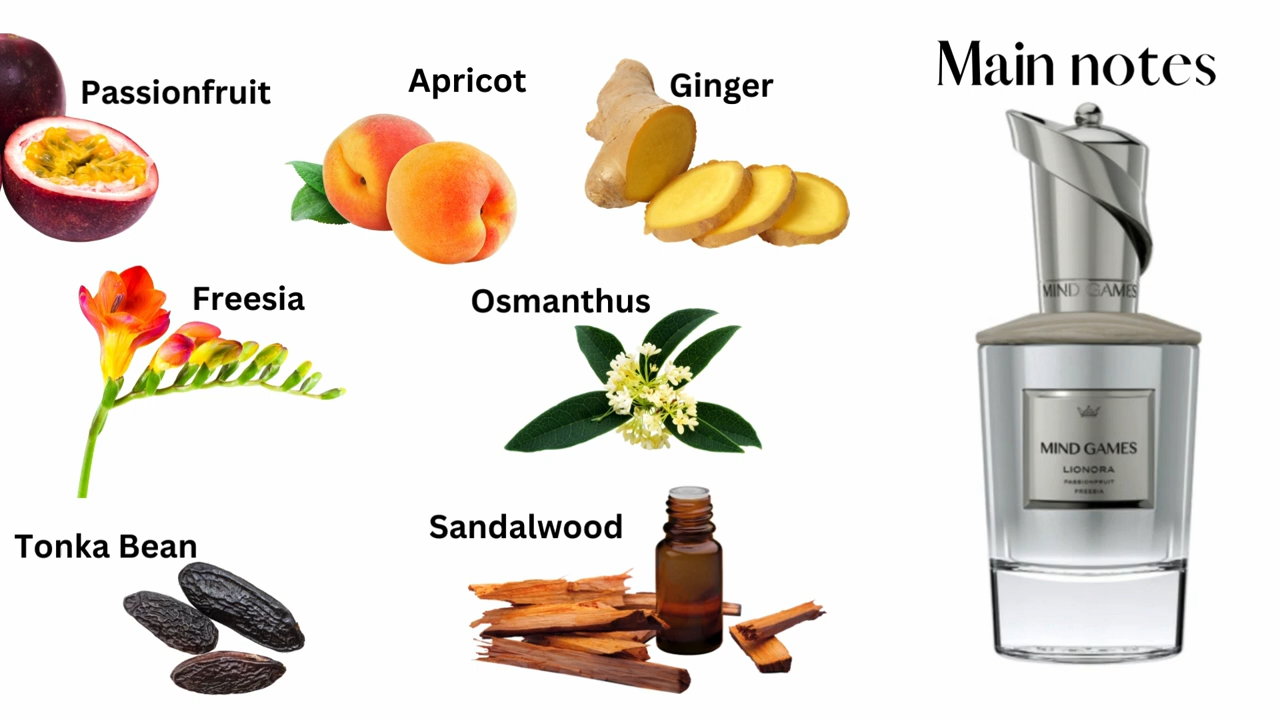 Main notes
Passionfruit
Apricot
Ginger
Freesia
Osmanthus
Tonka Bean
Sandalwood
MIND GAMES
MIND GAMES
LIONORA
PASSIONFRUIT
FREESIA